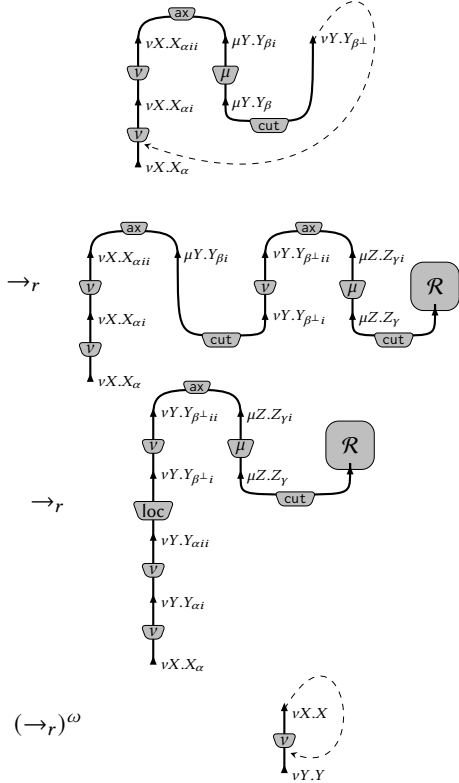 ax
νX.X_{αii} μY.Y_{βi} νY.Y_{β⊥}
ν μ
νX.X_{αi} μY.Y_β
ν cut
νX.X_α
ax ax
νX.X_{αii} μY.Y_{βi} νY.Y_{β⊥ii} μZ.Z_{γi}
→_r ν ν μ R
νX.X_{αi} νY.Y_{β⊥i} μZ.Z_γ
ν cut cut
νX.X_α
ax
νY.Y_{β⊥ii} μZ.Z_{γi}
ν μ R
νY.Y_{β⊥i} μZ.Z_γ
→_r loc cut
νY.Y_{αii}
ν
νY.Y_{αi}
ν
νX.X_α
(→_r)^ω νX.X
ν
νY.Y